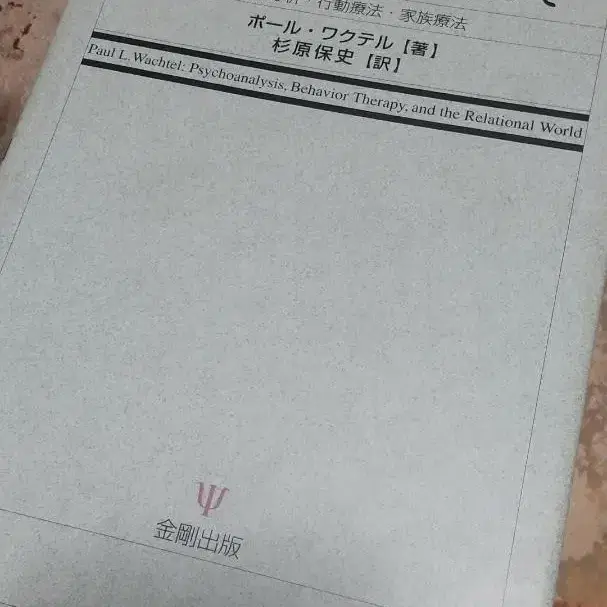 析・行動療法・家族療法
ポール・ワクテル【著】
杉原保史【訳】
Paul L. Wachtel: Psychoanalysis, Behavior Therapy, and the Relational World
Ψ
金剛出版